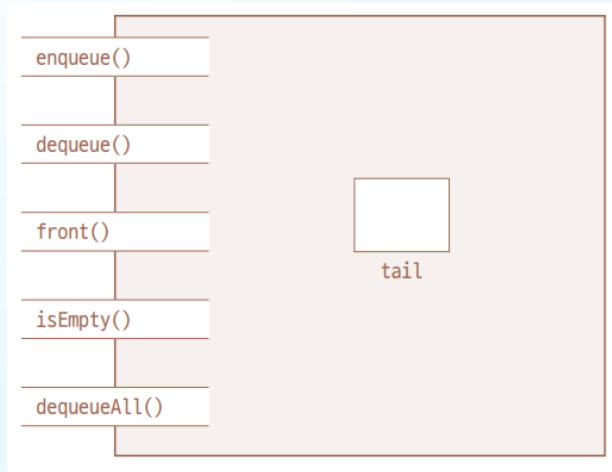 enqueue()
dequeue()
front()
tail
isEmpty()
dequeueAll()